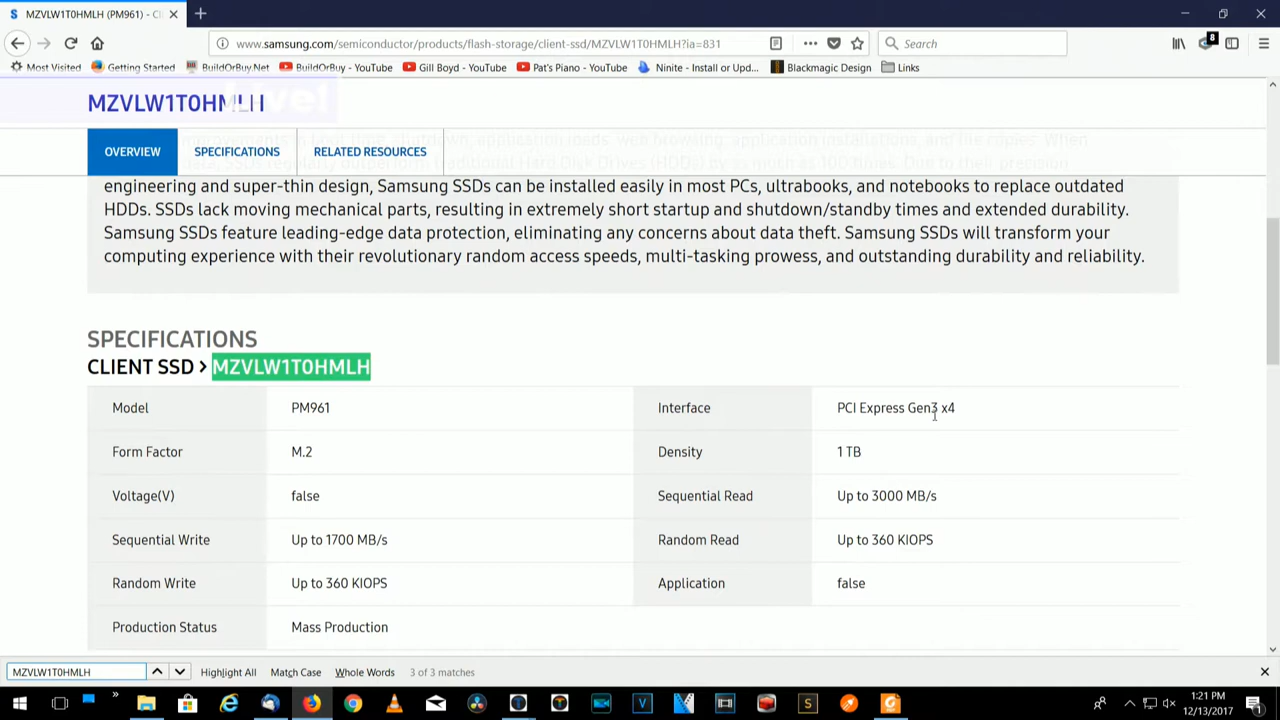 MZVLW1T0HMLH (PM961) - Cli
www.samsung.com/semiconductor/products/flash-storage/client-ssd/MZVLW1T0HMLH?ia=831
Search
8
Most Visited
Getting Started
BuildOrBuy.Net
BuildOrBuy - YouTube
Gill Boyd - YouTube
Pat's Piano - YouTube
Ninite - Install or Upd...
Blackmagic Design
Links
MZVLW1T0HMLH
OVERVIEW
SPECIFICATIONS
RELATED RESOURCES
engineering and super-thin design, Samsung SSDs can be installed easily in most PCs, ultrabooks, and notebooks to replace outdated
HDDs. SSDs lack moving mechanical parts, resulting in extremely short startup and shutdown/standby times and extended durability.
Samsung SSDs feature leading-edge data protection, eliminating any concerns about data theft. Samsung SSDs will transform your
computing experience with their revolutionary random access speeds, multi-tasking prowess, and outstanding durability and reliability.
SPECIFICATIONS
CLIENT SSD > MZVLW1T0HMLH
Model PM961 Interface PCI Express Gen3 x4
Form Factor M.2 Density 1 TB
Voltage(V) false Sequential Read Up to 3000 MB/s
Sequential Write Up to 1700 MB/s Random Read Up to 360 KIOPS
Random Write Up to 360 KIOPS Application false
Production Status Mass Production
MZVLW1T0HMLH Highlight All Match Case Whole Words 3 of 3 matches
1:21 PM
12/13/2017
1